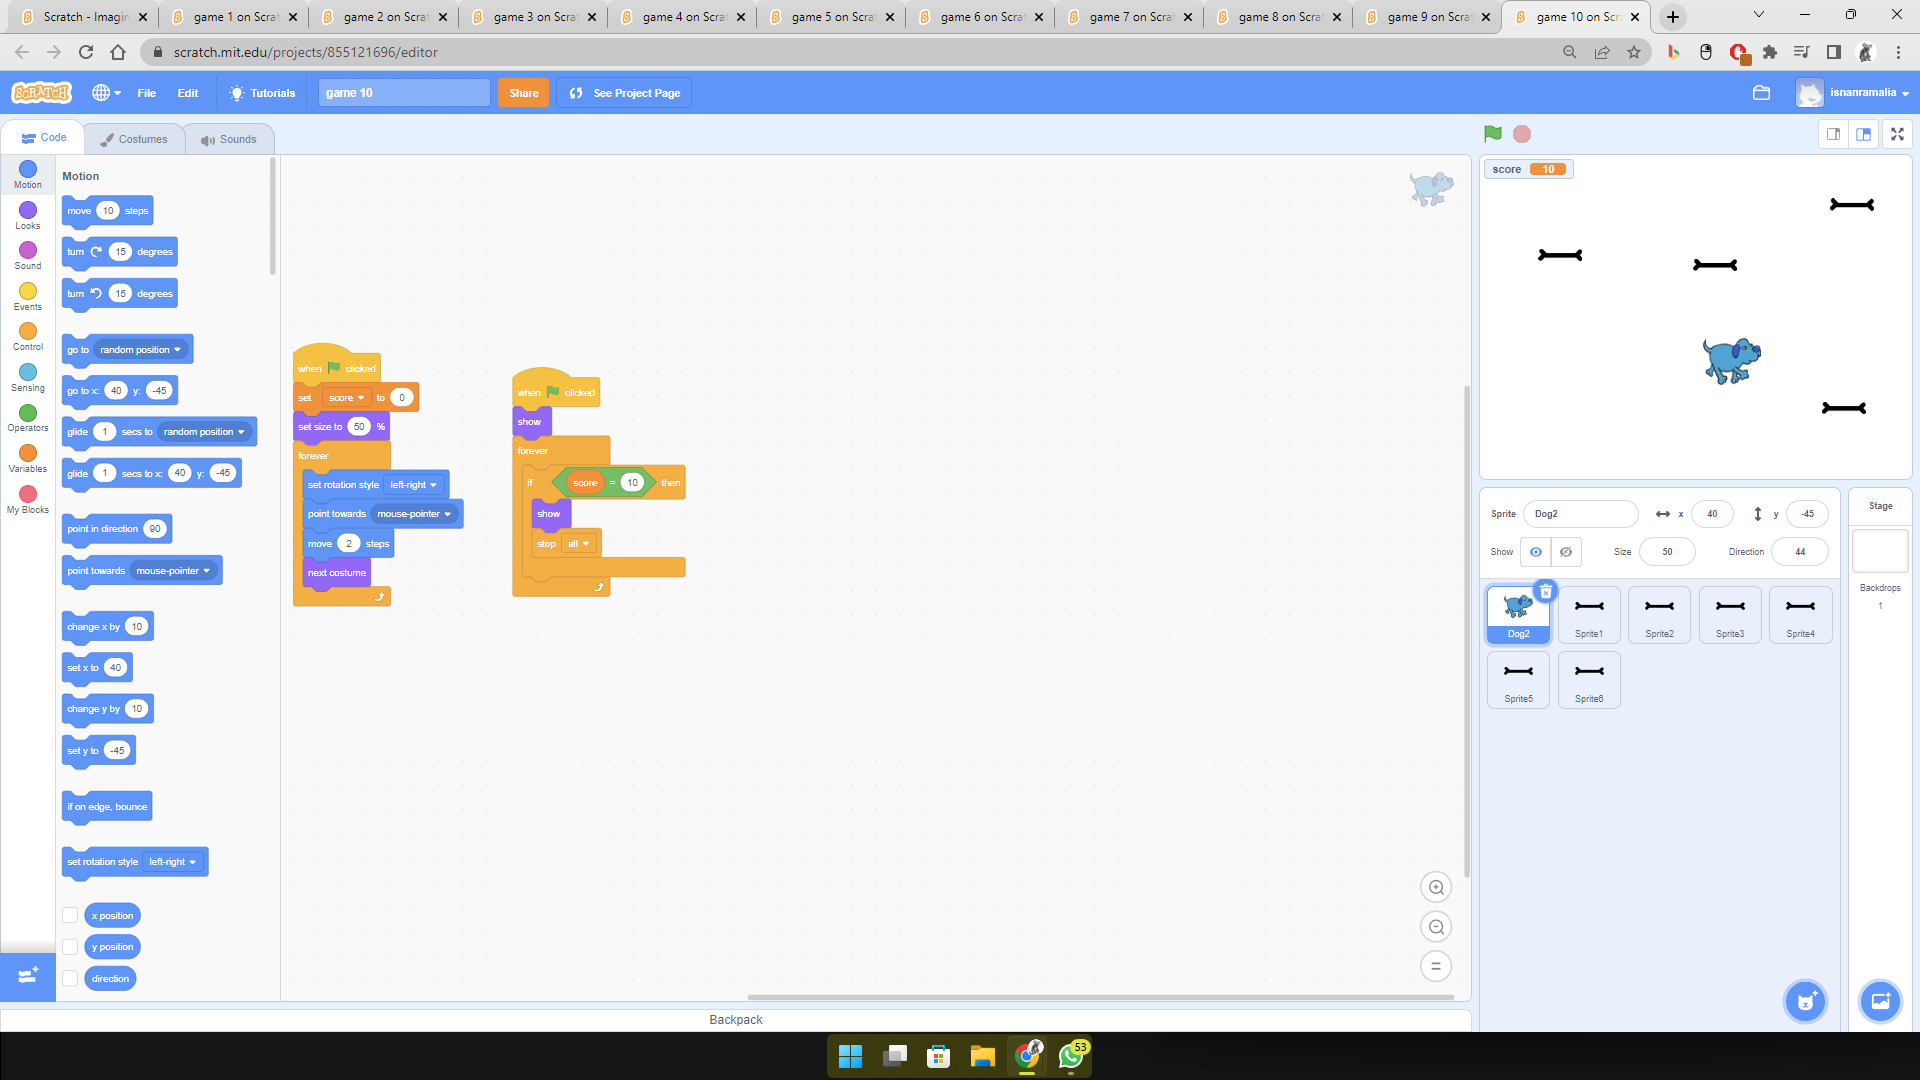 Scratch - Imagin
game 1 on Scrat
game 2 on Scrat
game 3 on Scrat
game 4 on Scrat
game 5 on Scrat
game 6 on Scrat
game 7 on Scrat
game 8 on Scrat
game 9 on Scrat
game 10 on Scr
scratch.mit.edu/projects/855121696/editor
SCRATCH
File
Edit
Tutorials
game 10
Share
See Project Page
isnanramalia
Code
Costumes
Sounds
Motion
Looks
Sound
Events
Control
Sensing
Operators
Variables
My Blocks
Motion
move 10 steps
turn 15 degrees
turn 15 degrees
go to random position
go to x: 40 y: -45
glide 1 secs to random position
glide 1 secs to x: 40 y: -45
point in direction 90
point towards mouse-pointer
change x by 10
set x to 40
change y by 10
set y to -45
if on edge, bounce
set rotation style left-right
x position
y position
direction
when clicked
set score to 0
set size to 50 %
forever
set rotation style left-right
point towards mouse-pointer
move 2 steps
next costume
when clicked
show
forever
if score = 10 then
show
stop all
score 10
Sprite Dog2 x 40 y -45
Show Size 50 Direction 44
Dog2
Sprite1
Sprite2
Sprite3
Sprite4
Sprite5
Sprite6
Stage
Backdrops
1
Backpack
53